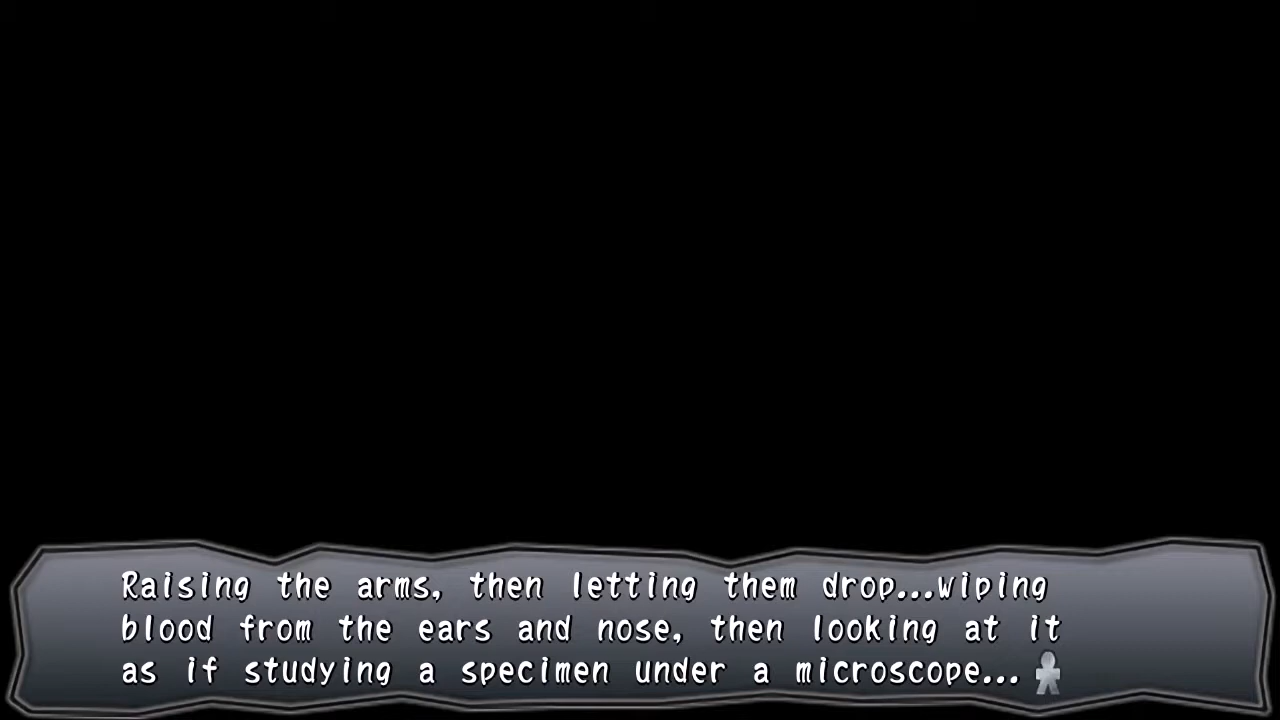 Raising the arms, then letting them drop...wiping
blood from the ears and nose, then looking at it
as if studying a specimen under a microscope...